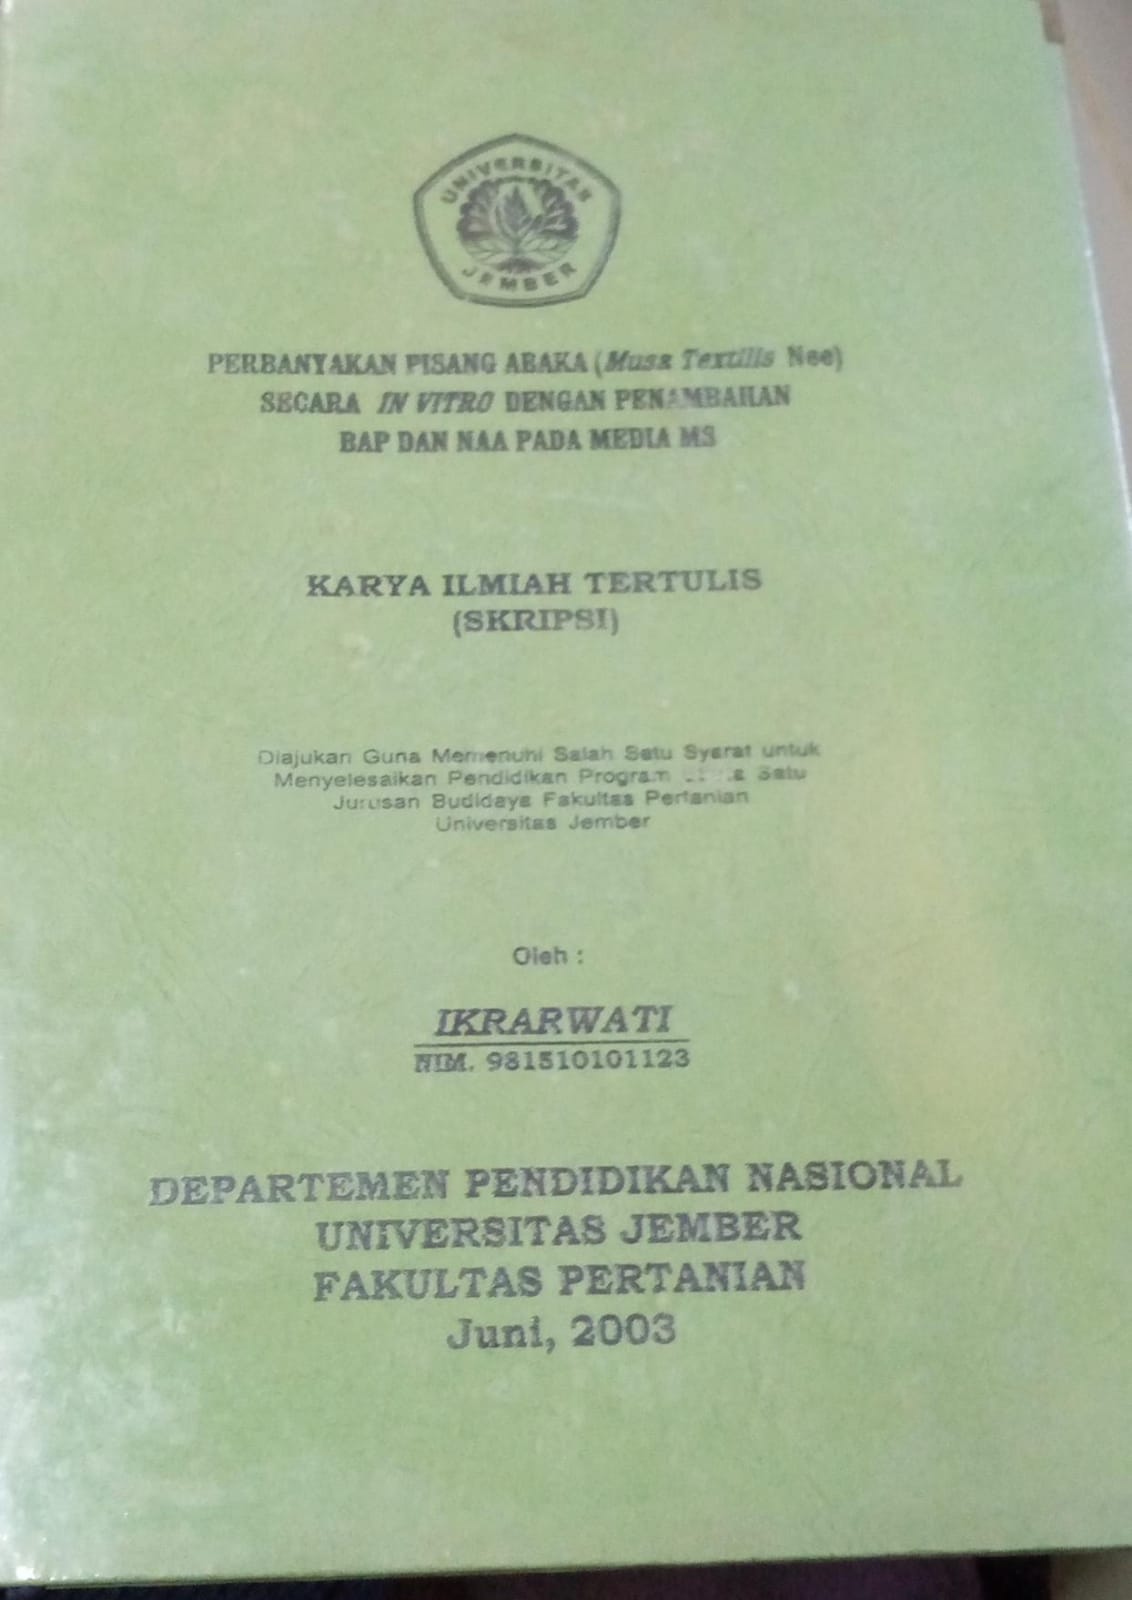 UNIVERSITAS
JEMBER
PERBANYAKAN PISANG ABAKA (Musa Textilis Nee)
SECARA IN VITRO DENGAN PENAMBAHAN
BAP DAN NAA PADA MEDIA MS
KARYA ILMIAH TERTULIS
(SKRIPSI)
Diajukan Guna Memenuhi Salah Satu Syarat untuk
Menyelesaikan Pendidikan Program Satu
Jurusan Budidaya Fakultas Pertanian
Universitas Jember
Oleh :
IKRARWATI
NIM. 981510101123
DEPARTEMEN PENDIDIKAN NASIONAL
UNIVERSITAS JEMBER
FAKULTAS PERTANIAN
Juni, 2003